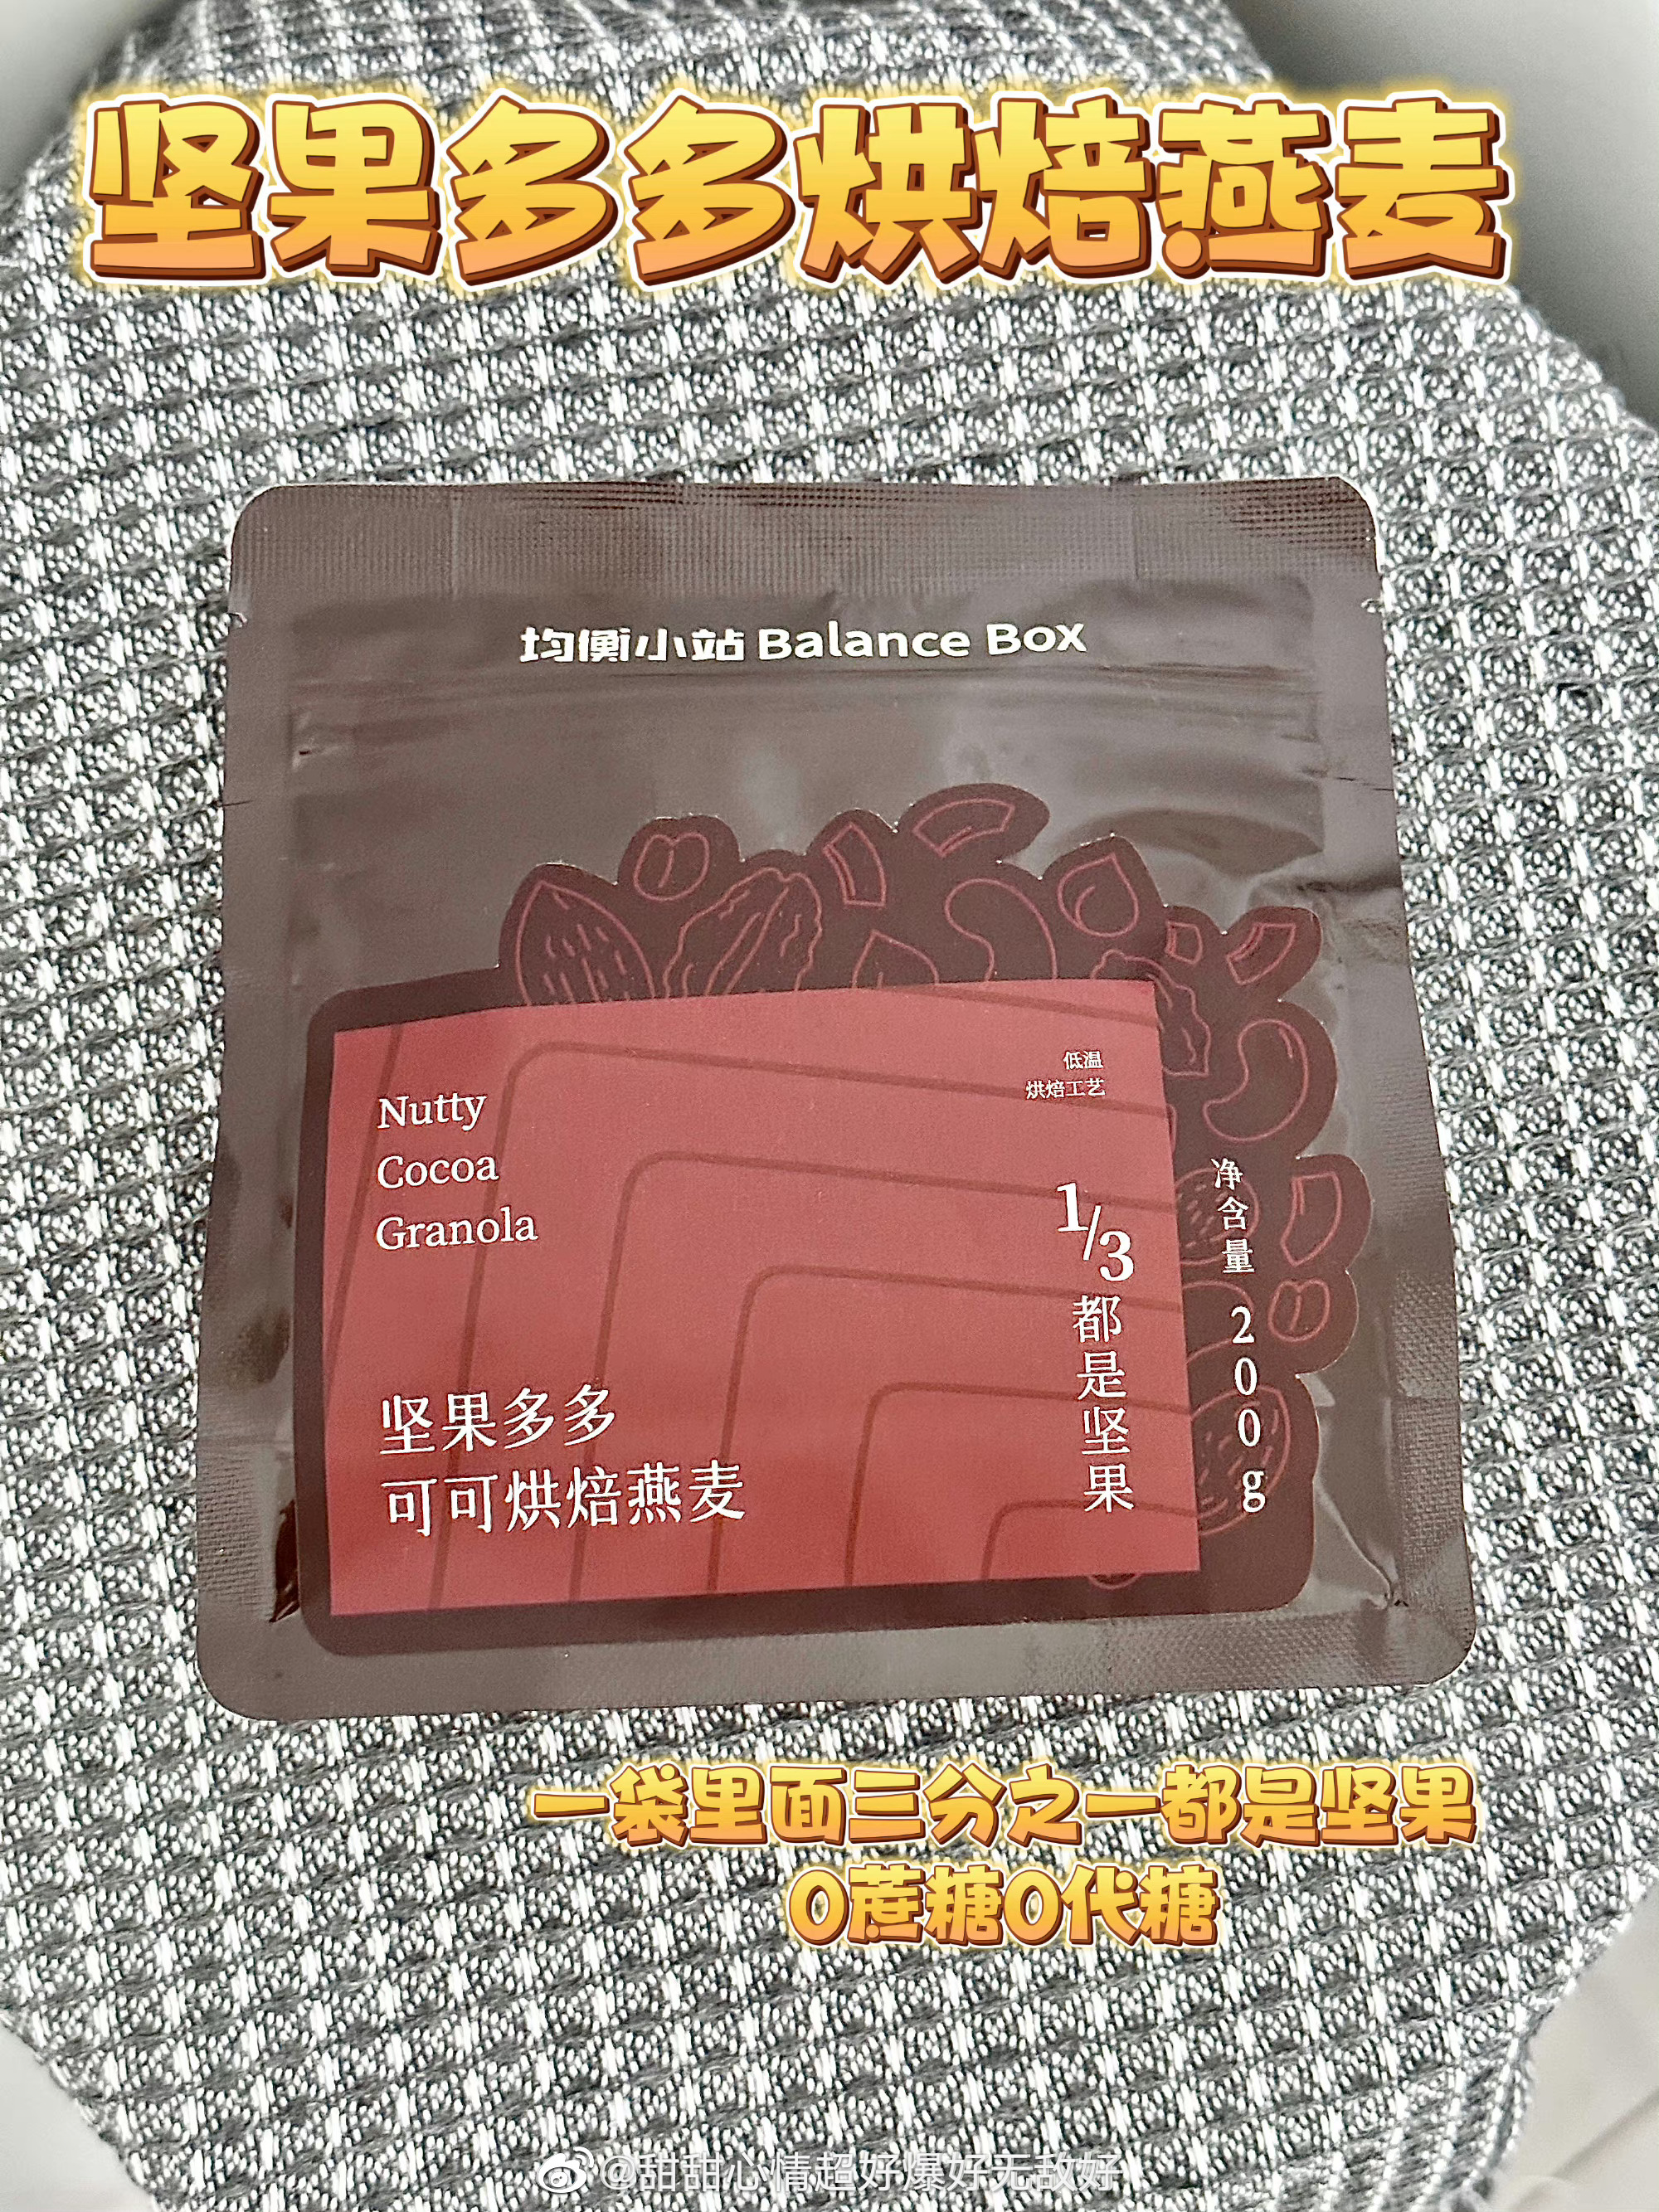 坚果多多烘焙燕麦
均衡小站 Balance Box
低温
烘焙工艺
Nutty
Cocoa
Granola
1/3都是坚果
净含量 200g
坚果多多
可可烘焙燕麦
一袋里面三分之一都是坚果
0蔗糖0代糖
@甜甜心情超好爆好无敌好